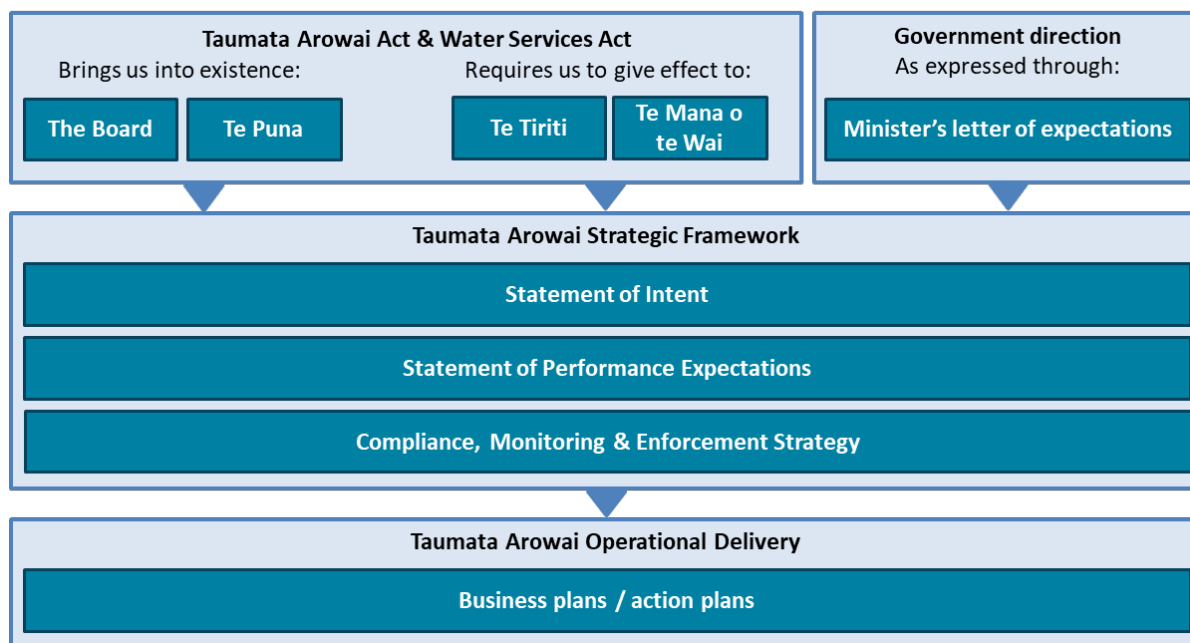 Taumata Arowai Act & Water Services Act
Brings us into existence:
The Board
Te Puna
Requires us to give effect to:
Te Tiriti
Te Mana o
te Wai
Government direction
As expressed through:
Minister’s letter of expectations
Taumata Arowai Strategic Framework
Statement of Intent
Statement of Performance Expectations
Compliance, Monitoring & Enforcement Strategy
Taumata Arowai Operational Delivery
Business plans / action plans